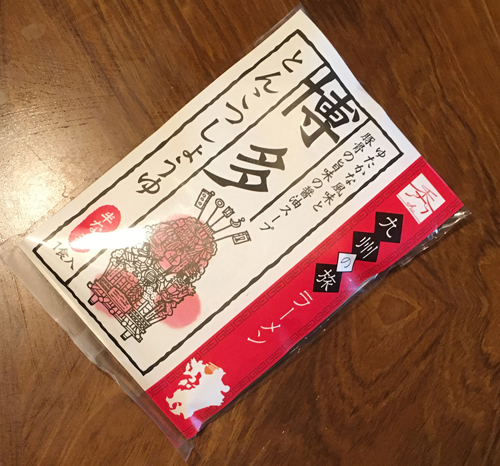 九州の旅
ラーメン
ゆたかな風味と
豚骨の旨味の醤油スープ
博多
とんこつしょうゆ
1食入